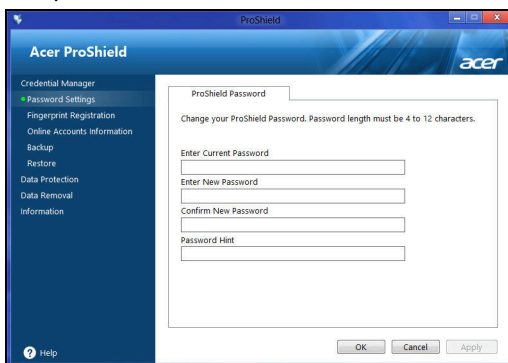 ProShield
Acer ProShield
acer
Credential Manager
Password Settings
Fingerprint Registration
Online Accounts Information
Backup
Restore
Data Protection
Data Removal
Information
ProShield Password
Change your ProShield Password. Password length must be 4 to 12 characters.
Enter Current Password
Enter New Password
Confirm New Password
Password Hint
? Help
OK Cancel Apply